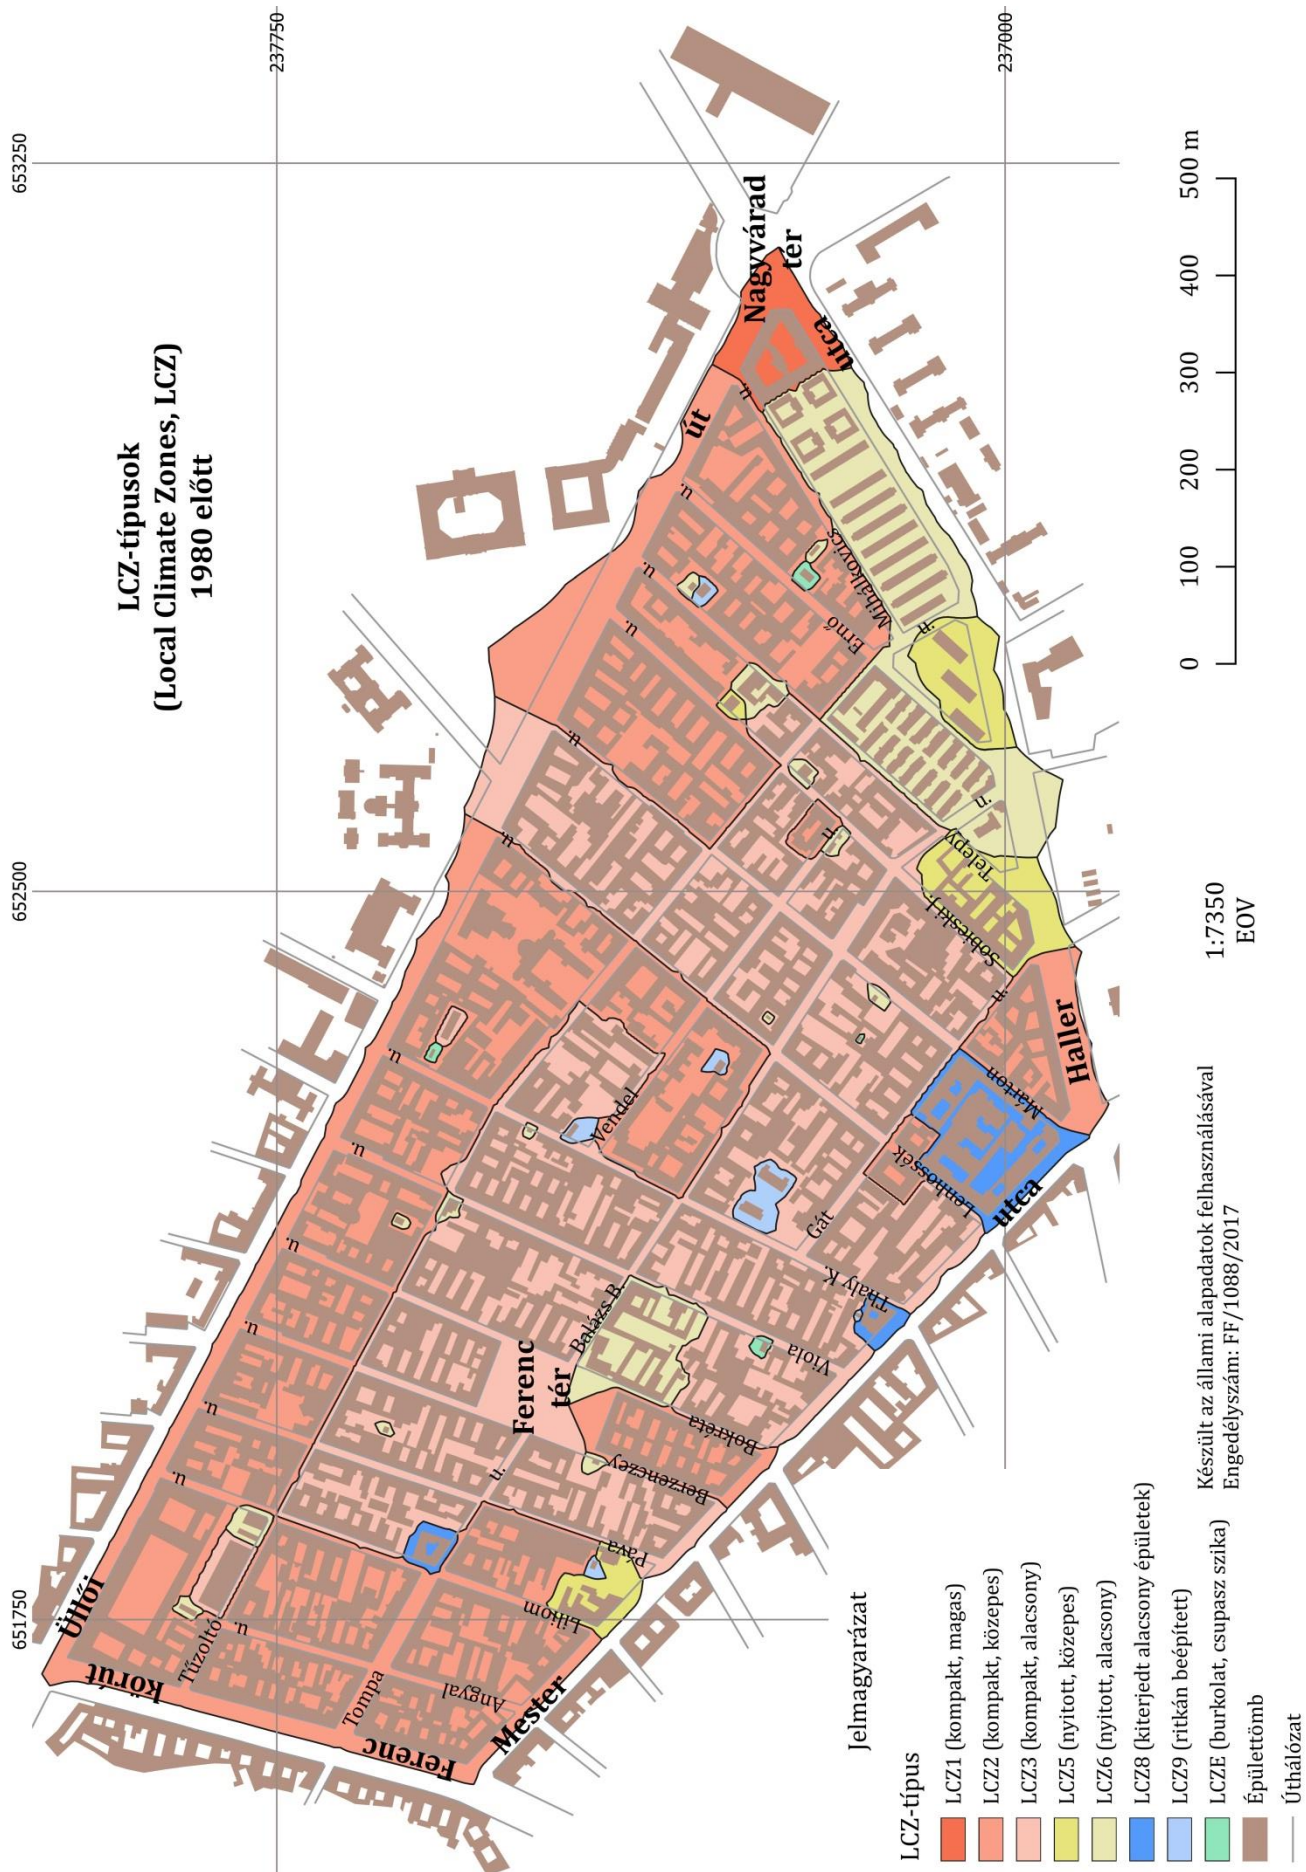 LCZ-típusok
(Local Climate Zones, LCZ)
1980 előtt
651750
652500
653250
237750
237000
Üllői
út
Nagyvárad
tér
utca
Ferenc
körút
Mester
utca
Haller
Ferenc
tér
Tűzoltó
u.
Tompa
Angyal
Liliom
Páva
u.
Berzenczey
Bokréta
Balázs B.
Viola
Thaly K.
Gát
Vendel
Lenhossék
Márton
u.
Sobieski J.
Telepy
u.
u.
u.
Ernő
Mihálkovics
u.
u.
u.
u.
u.
u.
u.
u.
u.
u.
u.
u.
Jelmagyarázat
LCZ-típus
LCZ1 (kompakt, magas)
LCZ2 (kompakt, közepes)
LCZ3 (kompakt, alacsony)
LCZ5 (nyitott, közepes)
LCZ6 (nyitott, alacsony)
LCZ8 (kiterjedt alacsony épületek)
LCZ9 (ritkán beépített)
LCZE (burkolat, csupasz szika)
Épülettömb
Úthálózat
Készült az állami alapadatok felhasználásával
Engedélyszám: FF/1088/2017
1:7350
EOV
0 100 200 300 400 500 m